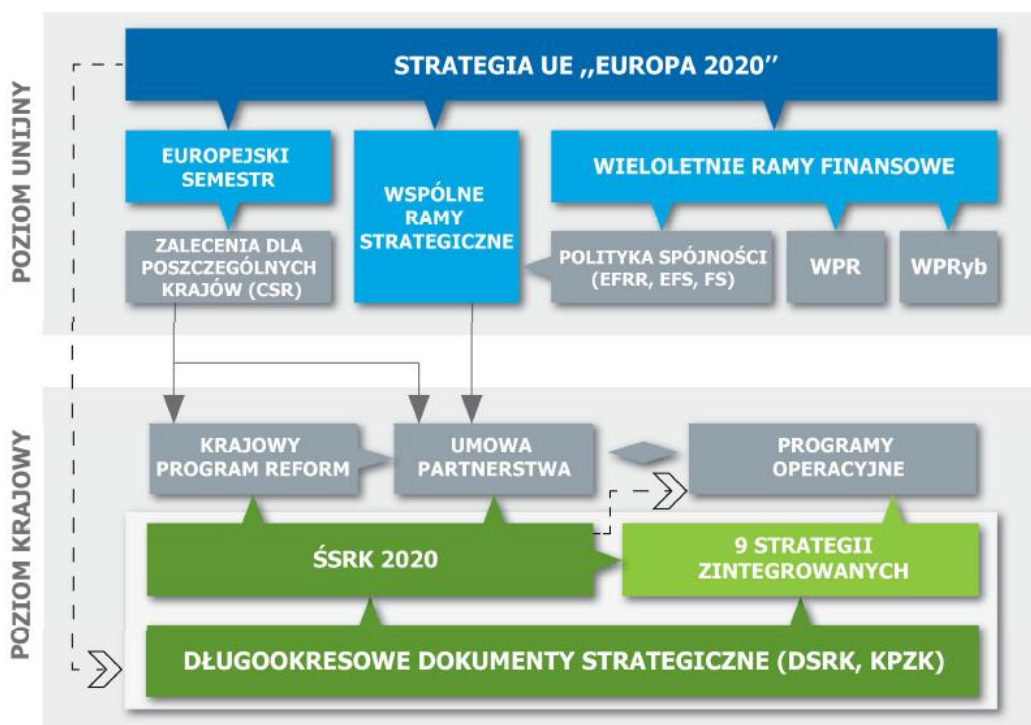 POZIOM UNIJNY
STRATEGIA UE „EUROPA 2020”
EUROPEJSKI
SEMESTR
WSPÓLNE
RAMY
STRATEGICZNE
WIELOLETNIE RAMY FINANSOWE
ZALECENIA DLA
POSZCZEGÓLNYCH
KRAJÓW (CSR)
POLITYKA SPÓJNOŚCI
(EFRR, EFS, FS)
WPR
WPRyb
POZIOM KRAJOWY
KRAJOWY
PROGRAM REFORM
UMOWA
PARTNERSTWA
PROGRAMY
OPERACYJNE
ŚSRK 2020
9 STRATEGII
ZINTEGROWANYCH
DŁUGOOKRESOWE DOKUMENTY STRATEGICZNE (DSRK, KPZK)